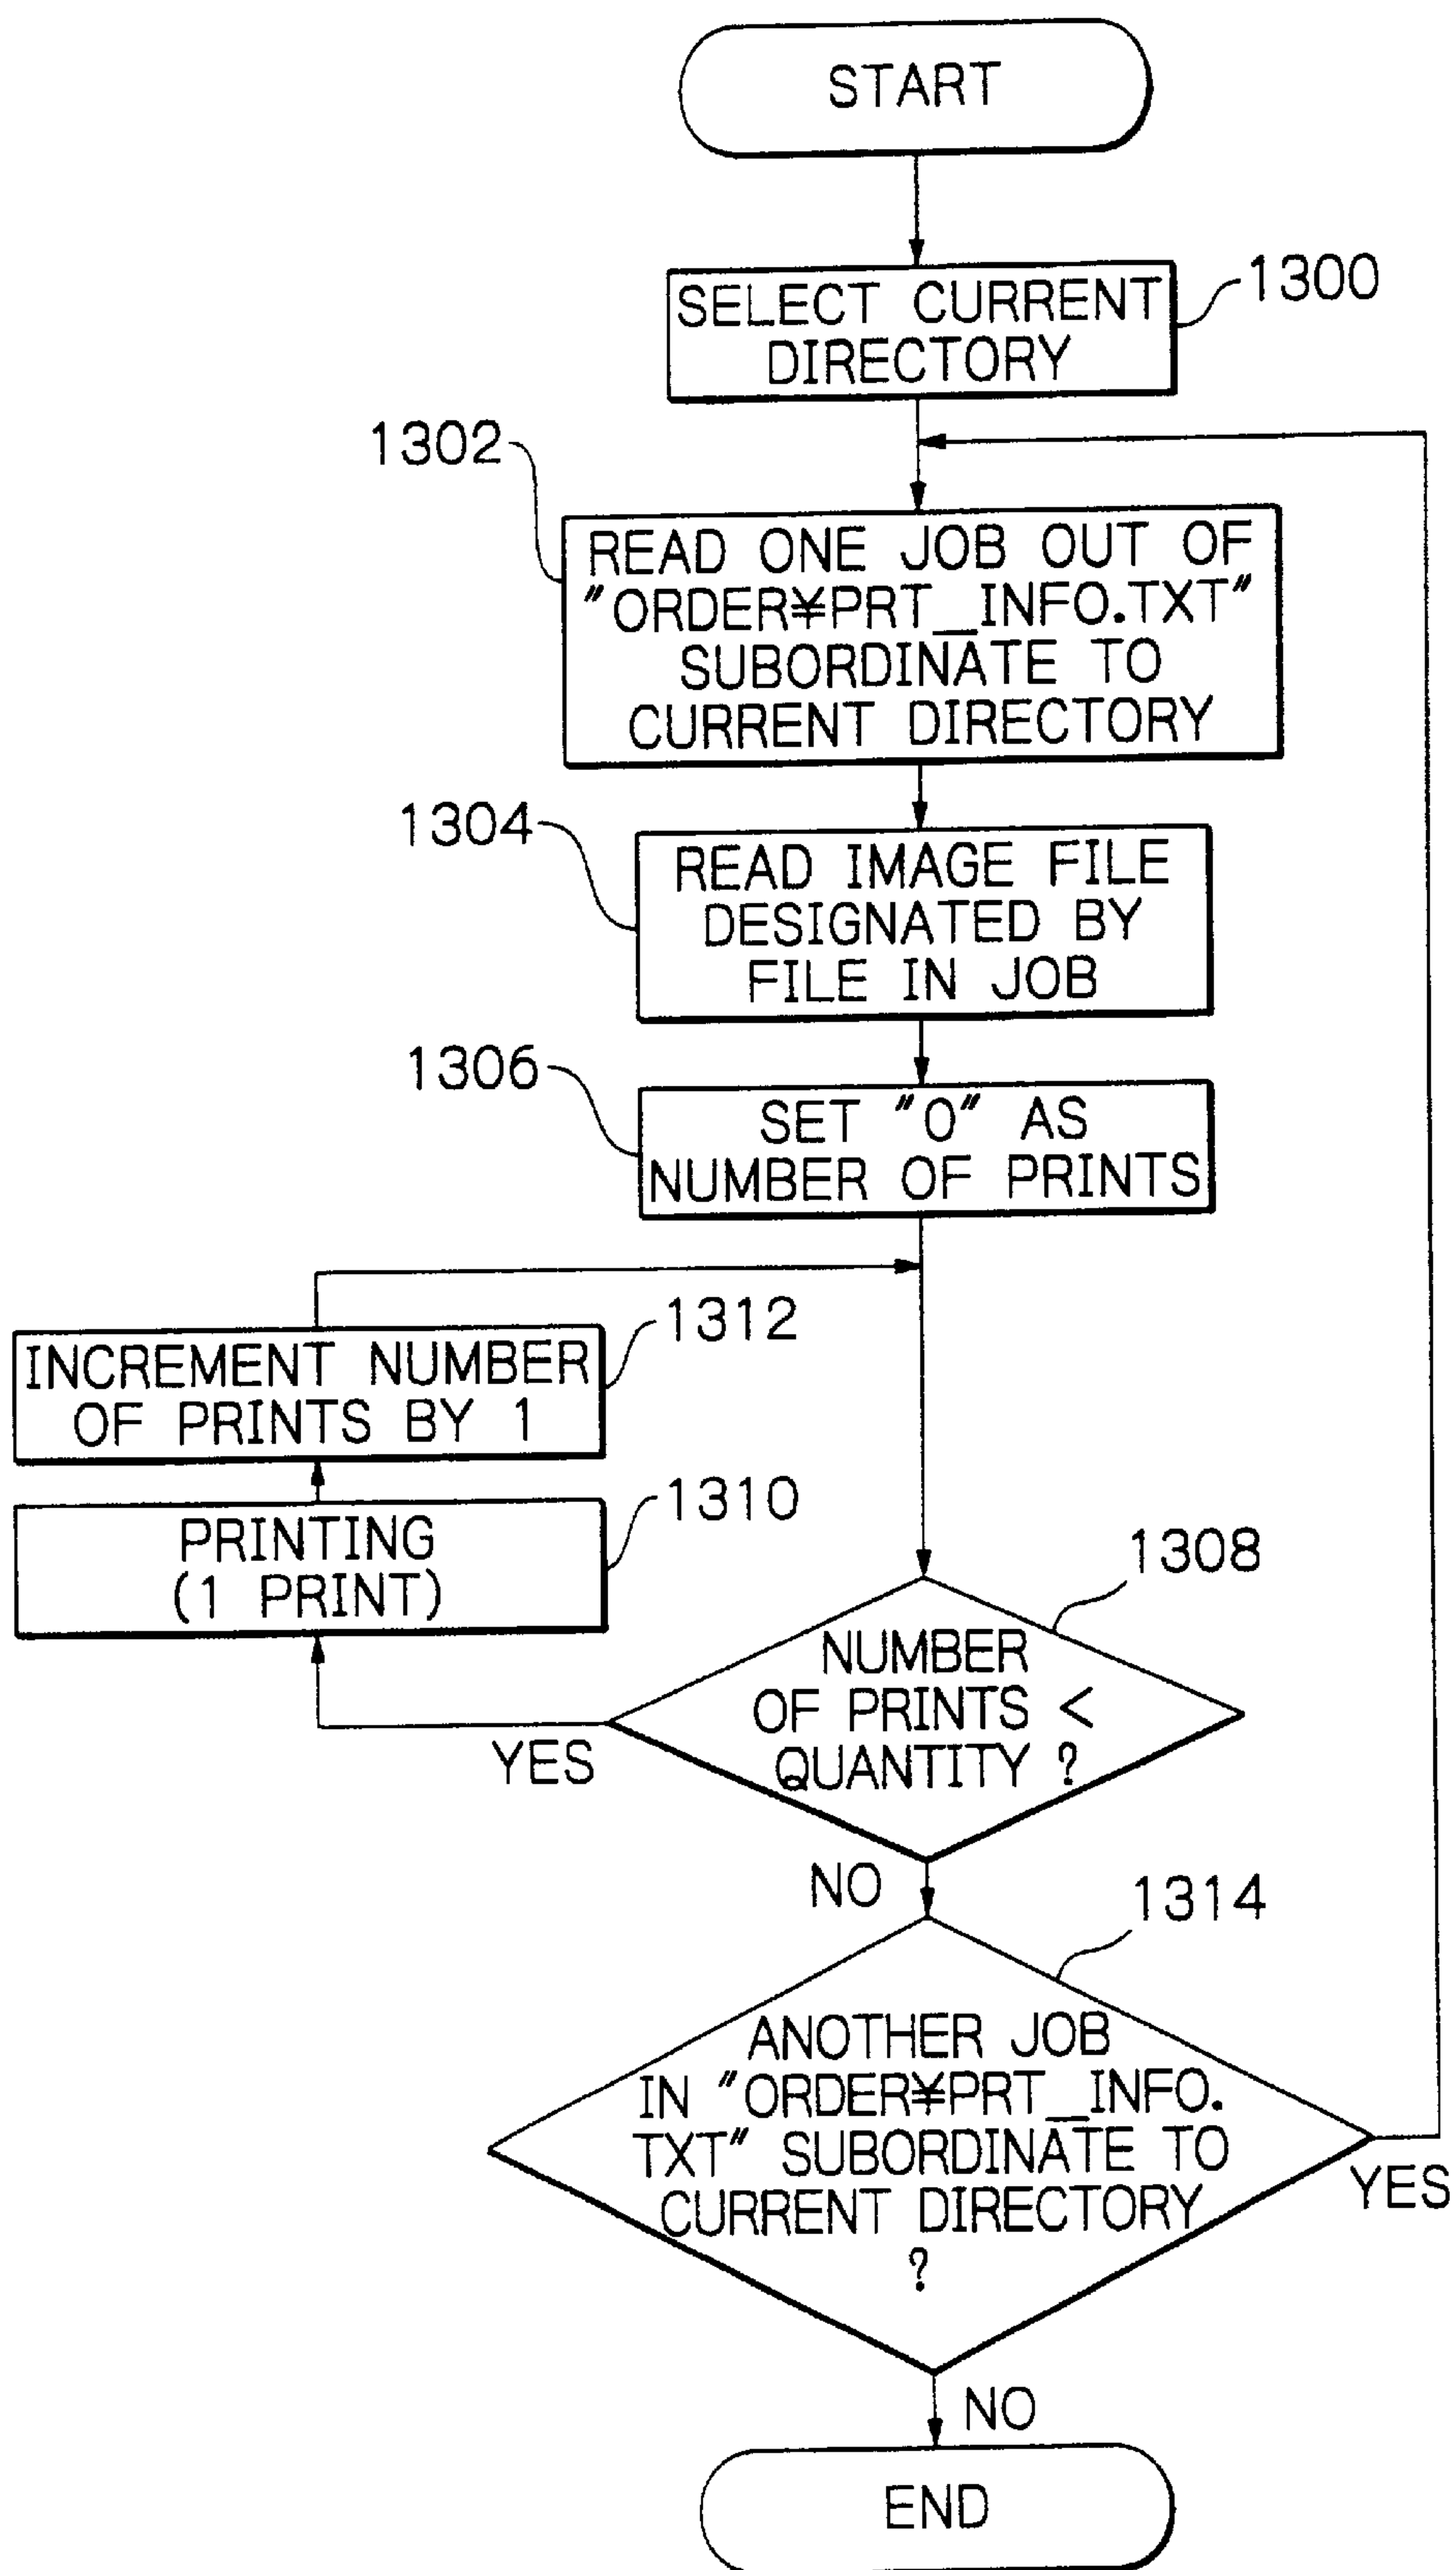 START
SELECT CURRENT
DIRECTORY
1300
1302
READ ONE JOB OUT OF
"ORDER¥PRT_INFO.TXT"
SUBORDINATE TO
CURRENT DIRECTORY
1304
READ IMAGE FILE
DESIGNATED BY
FILE IN JOB
1306
SET "0" AS
NUMBER OF PRINTS
1312
INCREMENT NUMBER
OF PRINTS BY 1
1310
PRINTING
(1 PRINT)
1308
NUMBER
OF PRINTS <
QUANTITY ?
YES
NO
1314
ANOTHER JOB
IN "ORDER¥PRT_INFO.
TXT" SUBORDINATE TO
CURRENT DIRECTORY
?
YES
NO
END